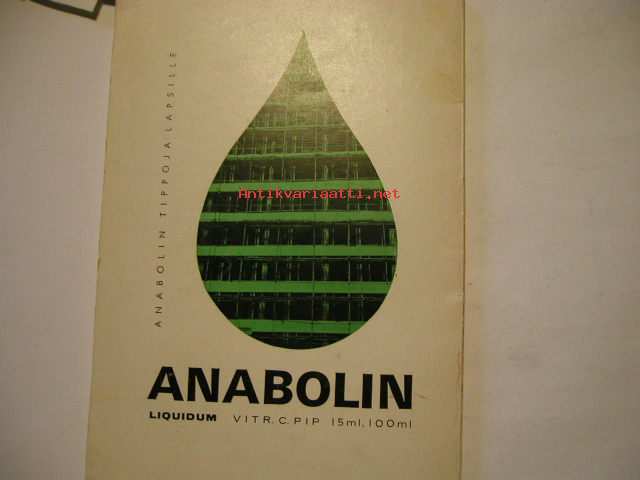 ANABOLIN TIPPOJA LAPSILLE
Antikvariaatti.net
ANABOLIN
LIQUIDUM VITR. C. PIP 15ml, 100ml